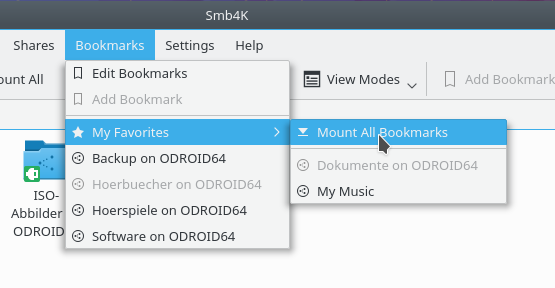 Smb4K
Shares Bookmarks Settings Help
ount All
View Modes
Add Bookmark
Edit Bookmarks
Add Bookmark
My Favorites
Backup on ODROID64
Hoerbuecher on ODROID64
Hoerspiele on ODROID64
Software on ODROID64
Mount All Bookmarks
Dokumente on ODROID64
My Music
ISO-
Abbilder
ODROID